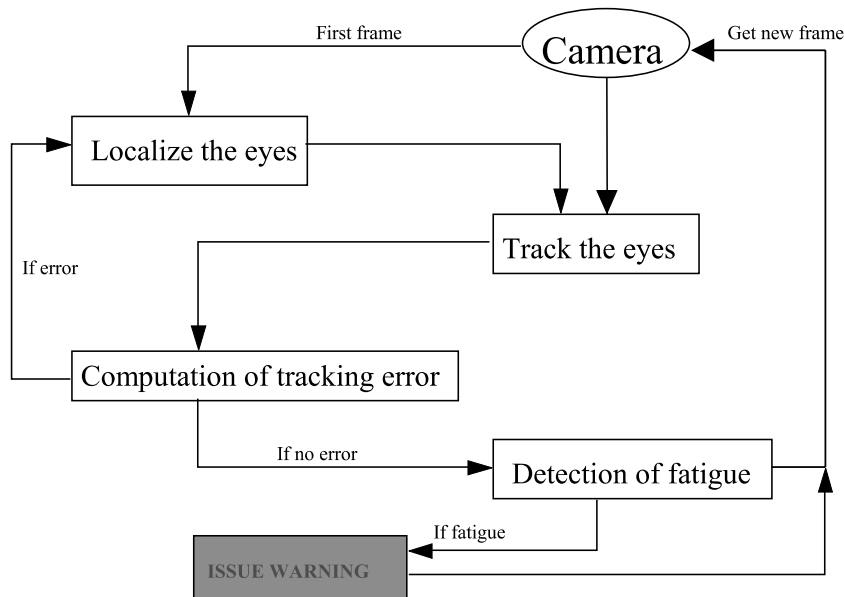 First frame
Camera
Get new frame
Localize the eyes
Track the eyes
If error
Computation of tracking error
If no error
Detection of fatigue
If fatigue
ISSUE WARNING